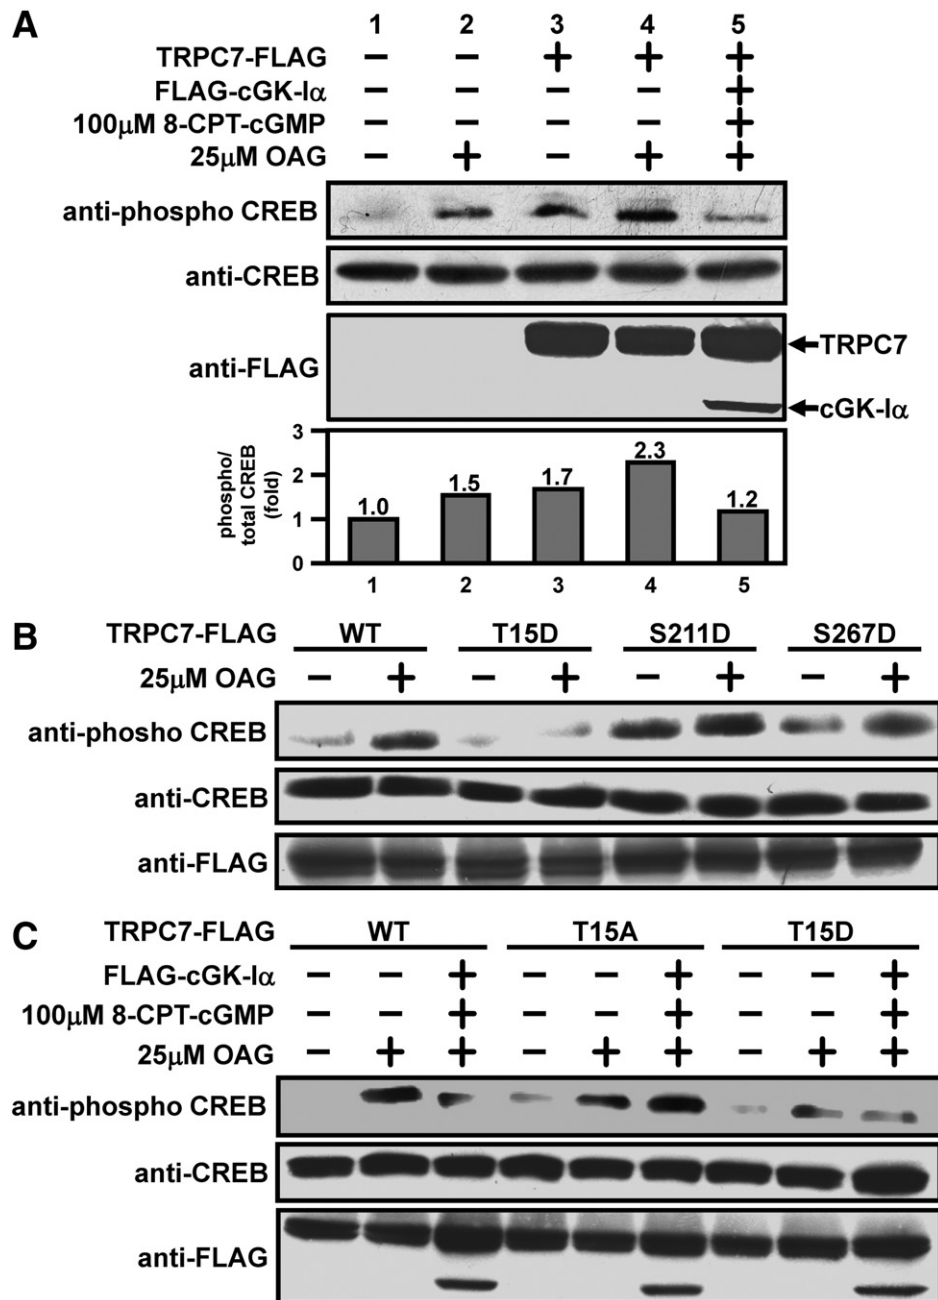 A
1 2 3 4 5
TRPC7-FLAG − − + + +
FLAG-cGK-Iα − − − − +
100μM 8-CPT-cGMP − − − − +
25μM OAG − + − + +
anti-phospho CREB
anti-CREB
anti-FLAG
TRPC7
cGK-Iα
phospho/
total CREB
(fold)
3
2
1
0
1.0 1.5 1.7 2.3 1.2
1 2 3 4 5
B
TRPC7-FLAG WT T15D S211D S267D
25μM OAG − + − + − + − +
anti-phosho CREB
anti-CREB
anti-FLAG
C
TRPC7-FLAG WT T15A T15D
FLAG-cGK-Iα − − + − − + − − +
100μM 8-CPT-cGMP − − + − − + − − +
25μM OAG − + + − + + − + +
anti-phospho CREB
anti-CREB
anti-FLAG